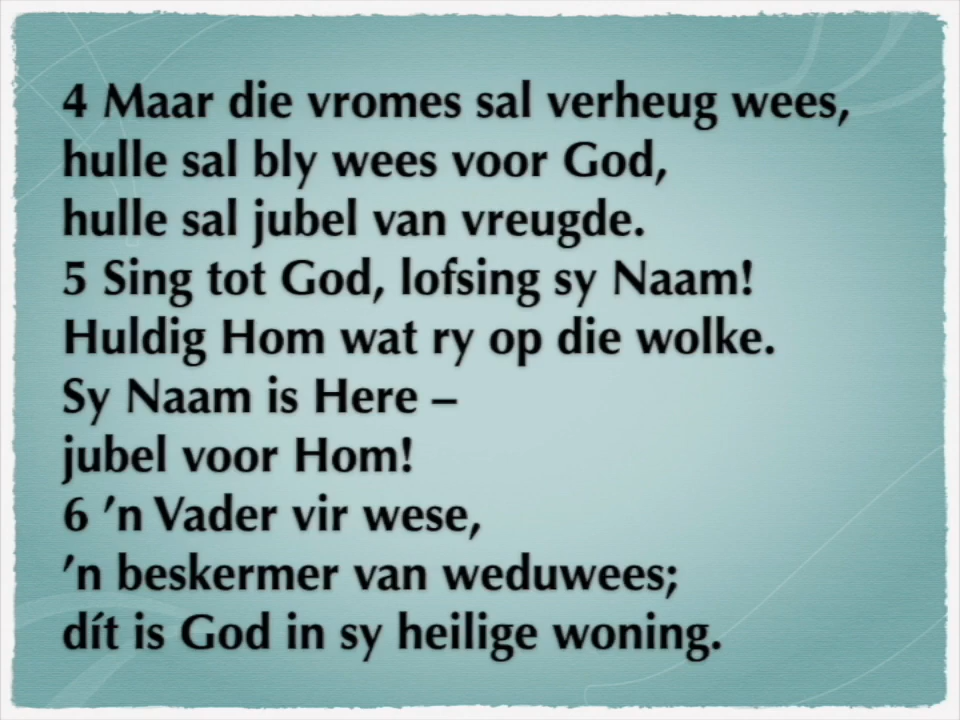 4 Maar die vromes sal verheug wees,
hulle sal bly wees voor God,
hulle sal jubel van vreugde.
5 Sing tot God, lofsing sy Naam!
Huldig Hom wat ry op die wolke.
Sy Naam is Here –
jubel voor Hom!
6 ’n Vader vir wese,
’n beskermer van weduwees;
dít is God in sy heilige woning.